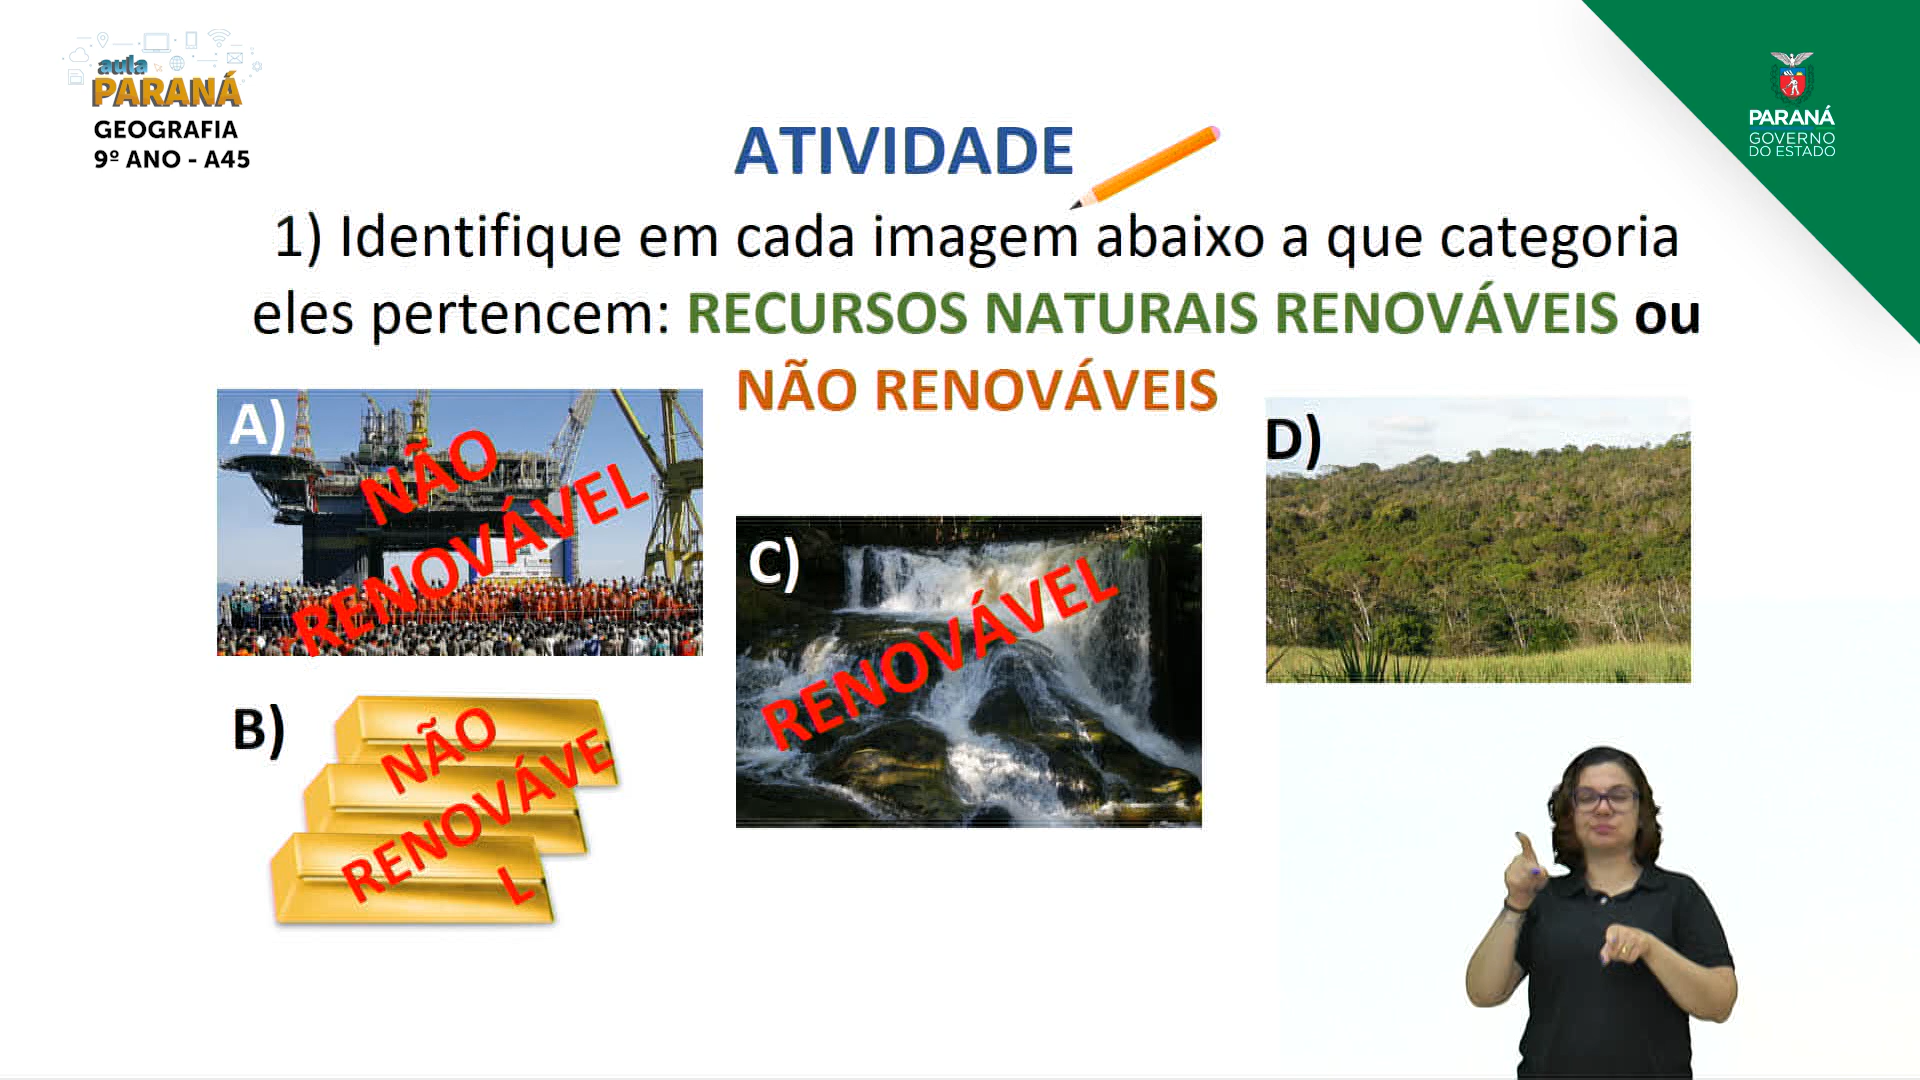 aula
PARANÁ
GEOGRAFIA
9º ANO - A45
PARANÁ
GOVERNO
DO ESTADO
ATIVIDADE
1) Identifique em cada imagem abaixo a que categoria
eles pertencem: RECURSOS NATURAIS RENOVÁVEIS ou
NÃO RENOVÁVEIS
A)
NÃO
RENOVÁVEL
B)
NÃO
RENOVÁVE
L
C)
RENOVÁVEL
D)